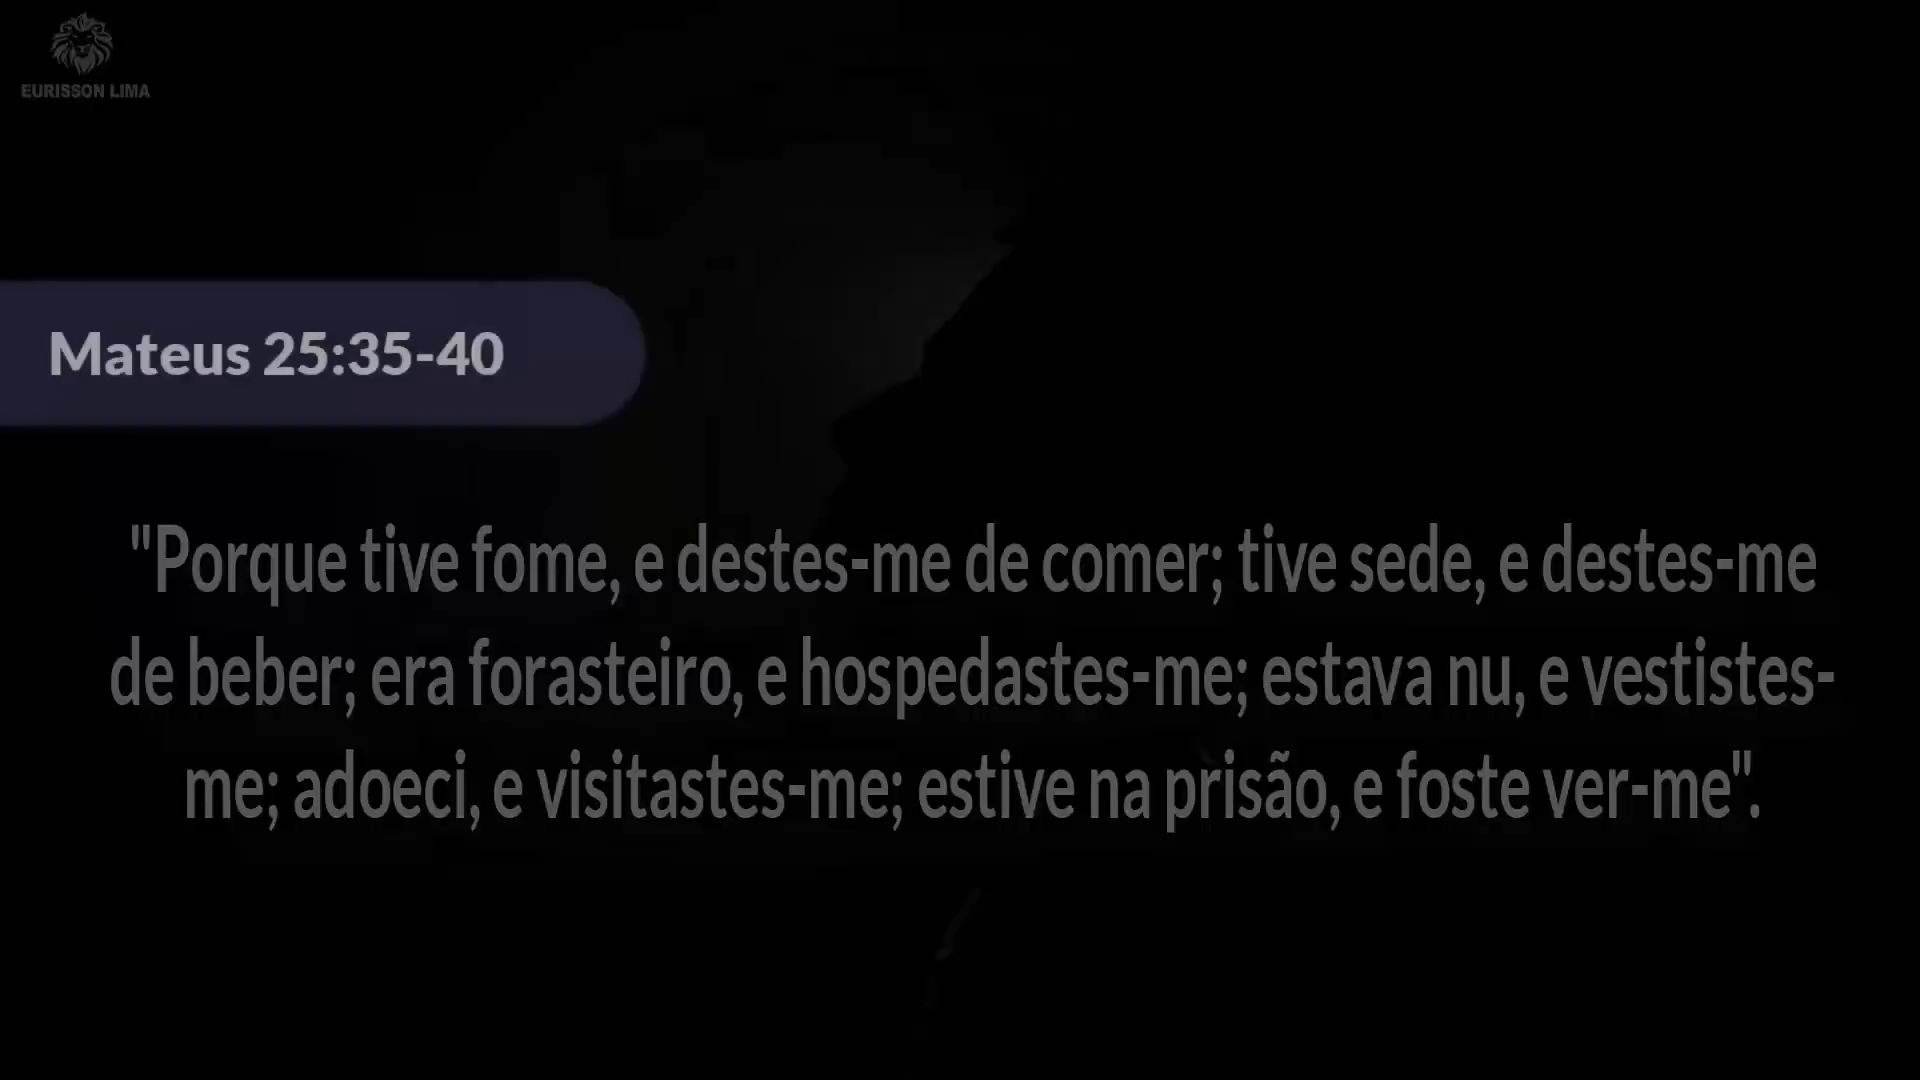 EURISSON LIMA
Mateus 25:35-40
"Porque tive fome, e destes-me de comer; tive sede, e destes-me
de beber; era forasteiro, e hospedastes-me; estava nu, e vestistes-
me; adoeci, e visitastes-me; estive na prisão, e foste ver-me".